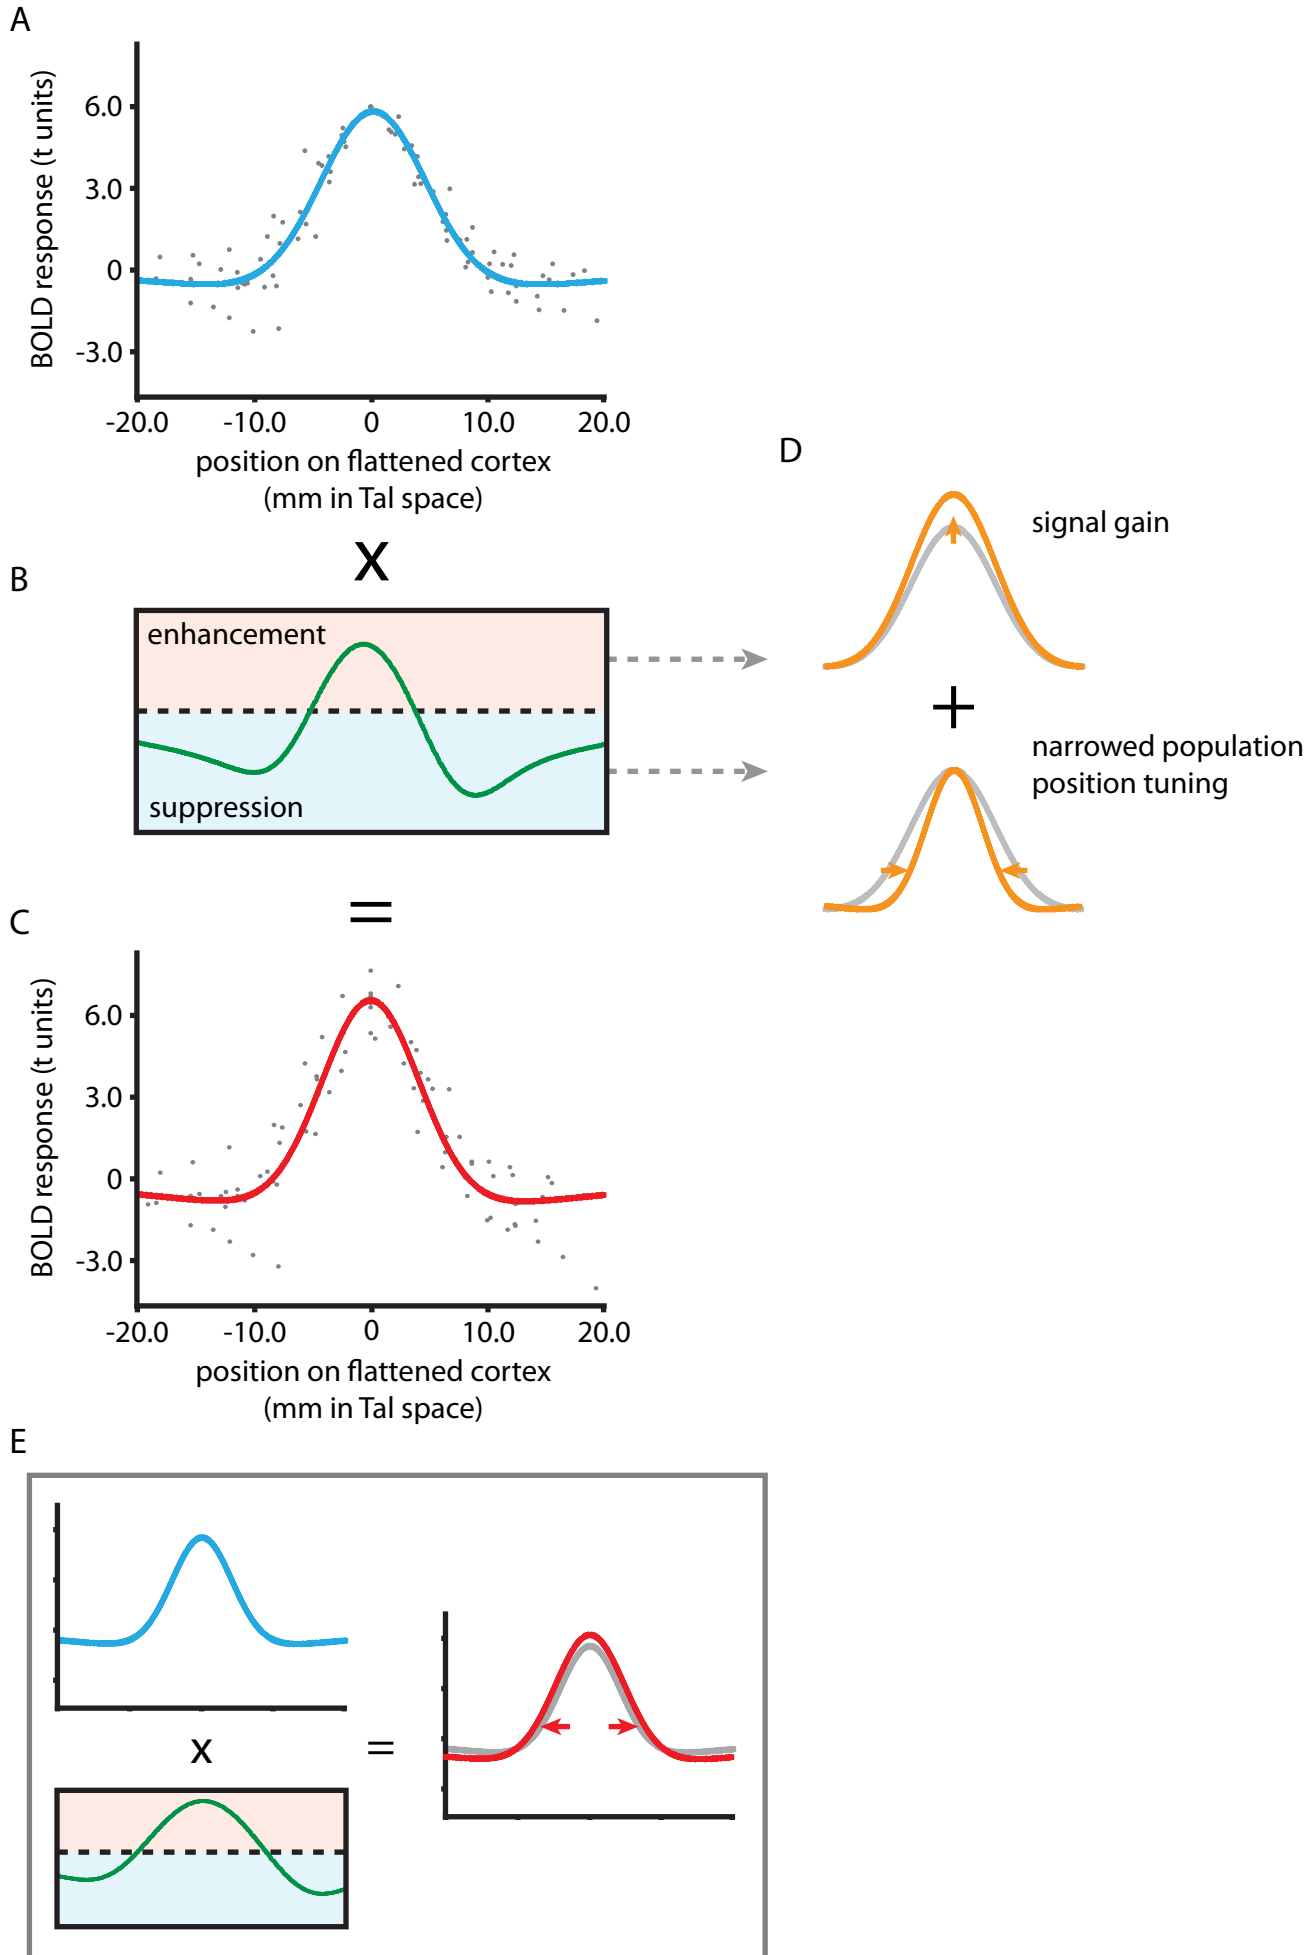 A
BOLD response (t units)
6.0
3.0
0
-3.0
-20.0 -10.0 0 10.0 20.0
position on flattened cortex
(mm in Tal space)
x
B
enhancement
suppression
=
D
signal gain
+
narrowed population
position tuning
C
BOLD response (t units)
6.0
3.0
0
-3.0
-20.0 -10.0 0 10.0 20.0
position on flattened cortex
(mm in Tal space)
E
x
=